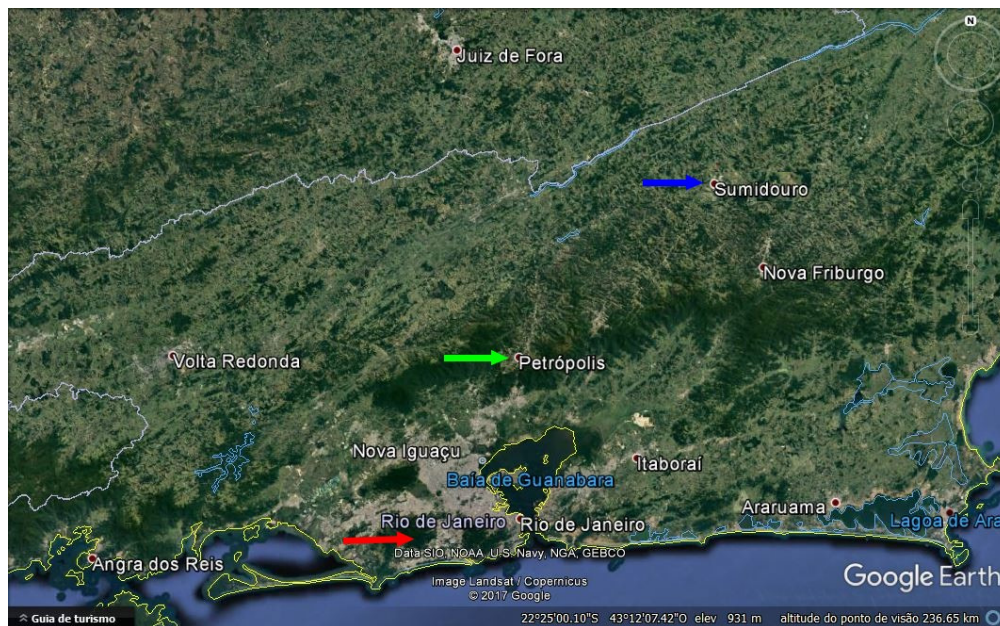 N
Juiz de Fora
Sumidouro
Nova Friburgo
Volta Redonda
Petrópolis
Nova Iguaçu
Itaboraí
Baía de Guanabara
Araruama
Rio de Janeiro
Rio de Janeiro
Lagoa de Ara
Data SIO, NOAA, U.S. Navy, NGA, GEBCO
Angra dos Reis
Image Landsat / Copernicus
Google Earth
© 2017 Google
Guia de turismo
22°25'00.10"S 43°12'07.42"O elev 931 m altitude do ponto de visão 236.65 km